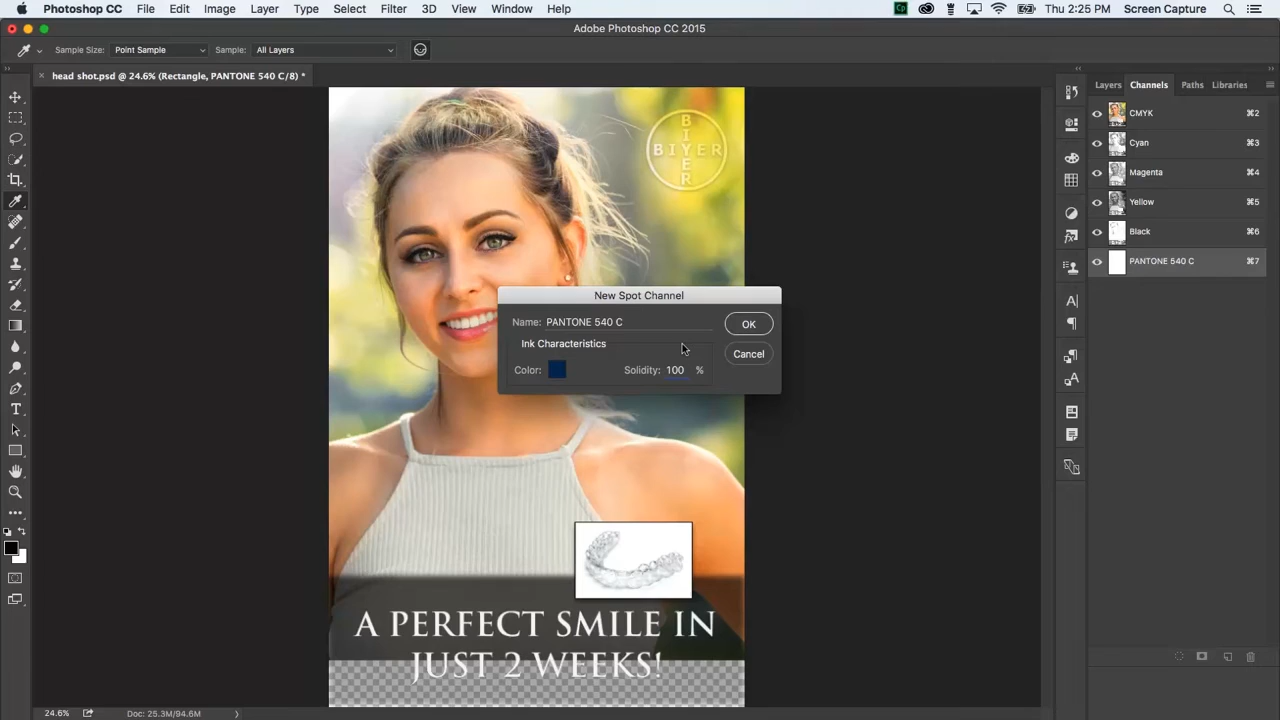 Photoshop CC File Edit Image Layer Type Select Filter 3D View Window Help Thu 2:25 PM Screen Capture
Adobe Photoshop CC 2015
Sample Size: Point Sample Sample: All Layers
head shot.psd @ 24.6% (Rectangle, PANTONE 540 C/8) *
Layers Channels Paths Libraries
CMYK ⌘2
Cyan ⌘3
Magenta ⌘4
Yellow ⌘5
Black ⌘6
PANTONE 540 C ⌘7
BIYER
BIYER
New Spot Channel
Name: PANTONE 540 C
OK
Ink Characteristics
Cancel
Color: Solidity: 100 %
A PERFECT SMILE IN
JUST 2 WEEKS!
24.6% Doc: 25.3M/94.6M